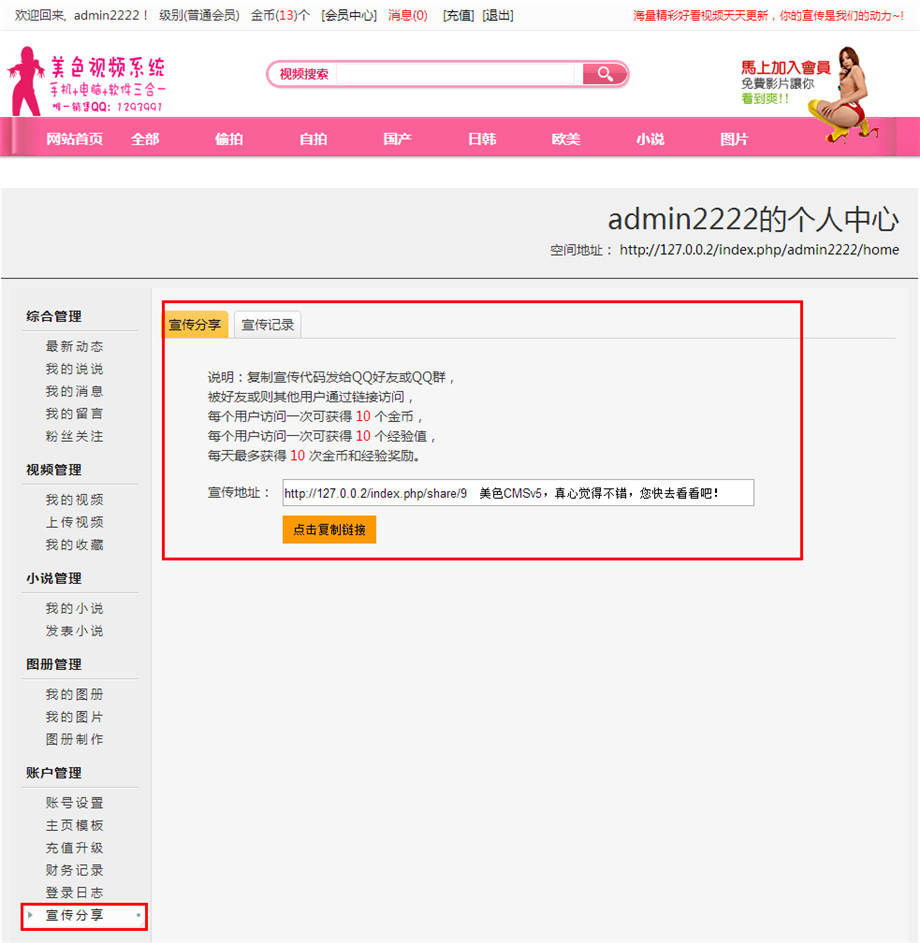 欢迎回来, admin2222！ 级别(普通会员) 金币(13)个 [会员中心] 消息(0) [充值] [退出]
海量精彩好看视频天天更新，你的宣传是我们的动力~!
美色视频系统
手机+电脑+软件三合一
唯一销售QQ: 1293991
视频搜索
馬上加入會員
免費影片讓你
看到爽!!
网站首页 全部 偷拍 自拍 国产 日韩 欧美 小说 图片
admin2222的个人中心
空间地址： http://127.0.0.2/index.php/admin2222/home
综合管理
最新动态
我的说说
我的消息
我的留言
粉丝关注
视频管理
我的视频
上传视频
我的收藏
小说管理
我的小说
发表小说
图册管理
我的图册
我的图片
图册制作
账户管理
账号设置
主页模板
充值升级
财务记录
登录日志
宣传分享
宣传分享 宣传记录
说明：复制宣传代码发给QQ好友或QQ群，
被好友或则其他用户通过链接访问，
每个用户访问一次可获得 10 个金币，
每个用户访问一次可获得 10 个经验值，
每天最多获得 10 次金币和经验奖励。
宣传地址： http://127.0.0.2/index.php/share/9 美色CMSv5，真心觉得不错，您快去看看吧！
点击复制链接